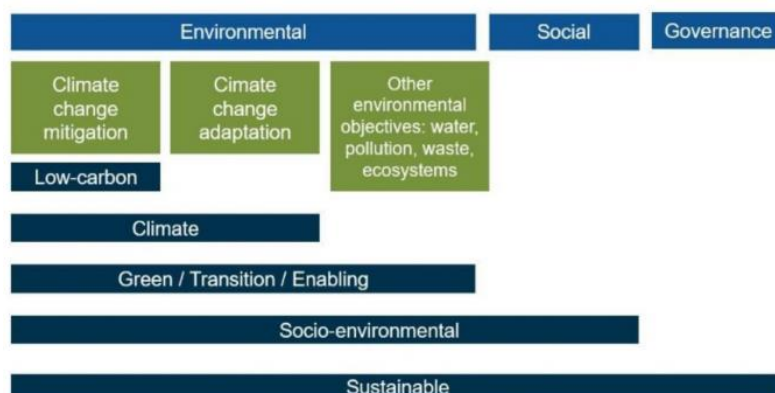 Environmental
Social
Governance
Climate
change
mitigation
Cimate
change
adaptation
Other
environmental
objectives: water,
pollution, waste,
ecosystems
Low-carbon
Climate
Green / Transition / Enabling
Socio-environmental
Sustainable